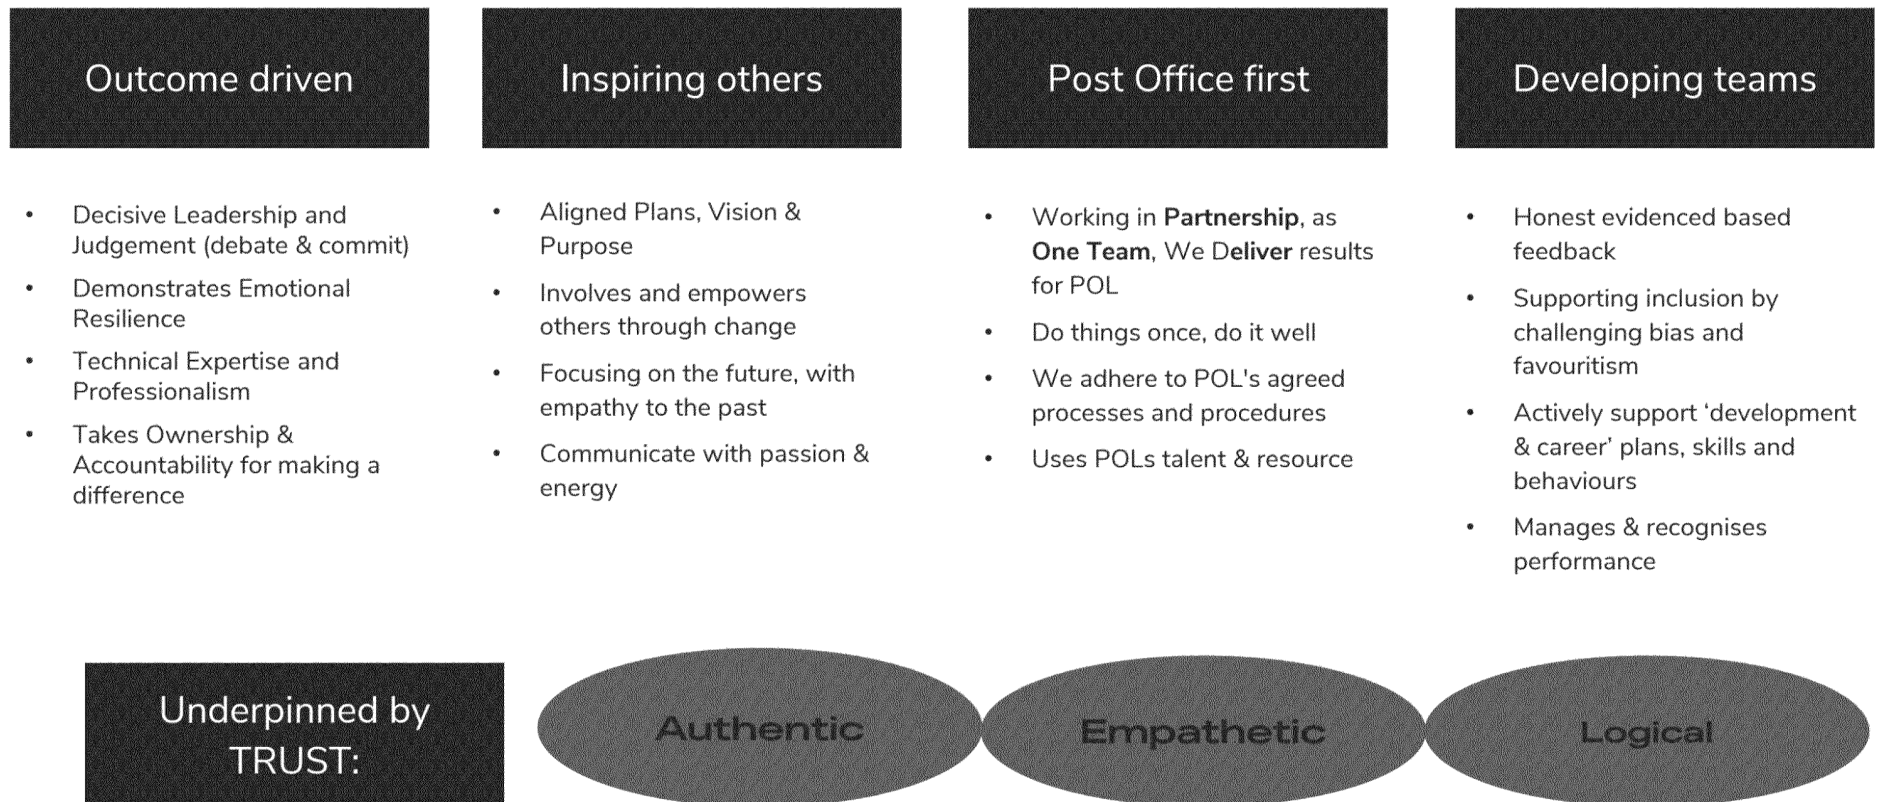 Outcome driven
• Decisive Leadership and
Judgement (debate & commit)
• Demonstrates Emotional
Resilience
• Technical Expertise and
Professionalism
• Takes Ownership &
Accountability for making a
difference
Inspiring others
• Aligned Plans, Vision &
Purpose
• Involves and empowers
others through change
• Focusing on the future, with
empathy to the past
• Communicate with passion &
energy
Post Office first
• Working in Partnership, as
One Team, We Deliver results
for POL
• Do things once, do it well
• We adhere to POL's agreed
processes and procedures
• Uses POLs talent & resource
Developing teams
• Honest evidenced based
feedback
• Supporting inclusion by
challenging bias and
favouritism
• Actively support ‘development
& career’ plans, skills and
behaviours
• Manages & recognises
performance
Underpinned by
TRUST:
Authentic
Empathetic
Logical